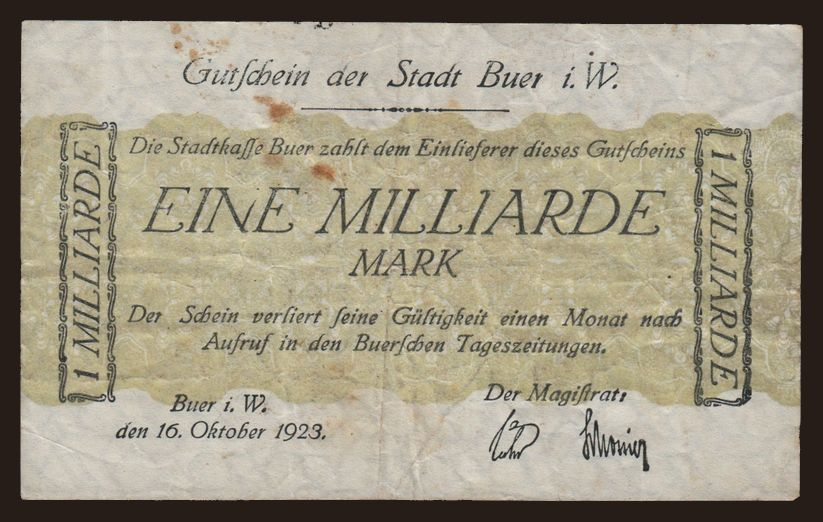 Gutſchein der Stadt Buer i. W.
Die Stadtkaſſe Buer zahlt dem Einlieferer dieses Gutſcheins
EINE MILLIARDE
MARK
Der Schein verliert ſeine Gültigkeit einen Monat nach
Aufruf in den Buerſchen Tageszeitungen.
Buer i. W.
den 16. Oktober 1923.
Der Magiſtrat:
1 MILLIARDE
1 MILLIARDE